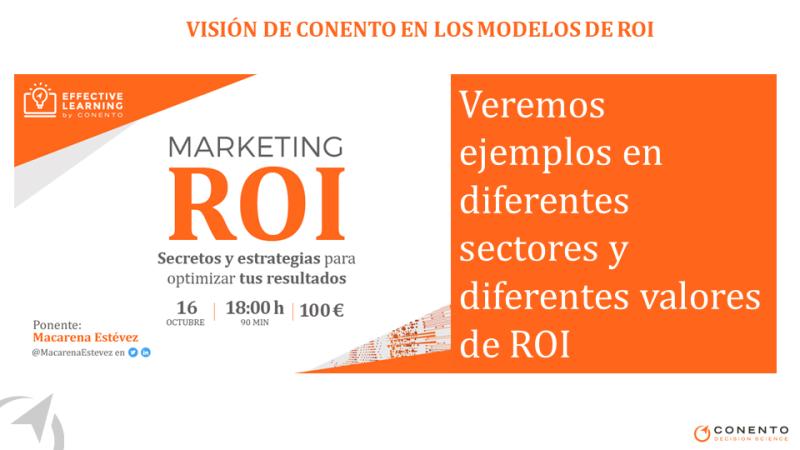 VISIÓN DE CONENTO EN LOS MODELOS DE ROI
EFFECTIVE
LEARNING
by CONENTO
MARKETING
ROI
Secretos y estrategias para
optimizar tus resultados
16
OCTUBRE
18:00 h
90 MIN
100 €
Ponente:
Macarena Estévez
@MacarenaEstevez en
Veremos
ejemplos en
diferentes
sectores y
diferentes valores
de ROI
CONENTO
DECISION SCIENCE